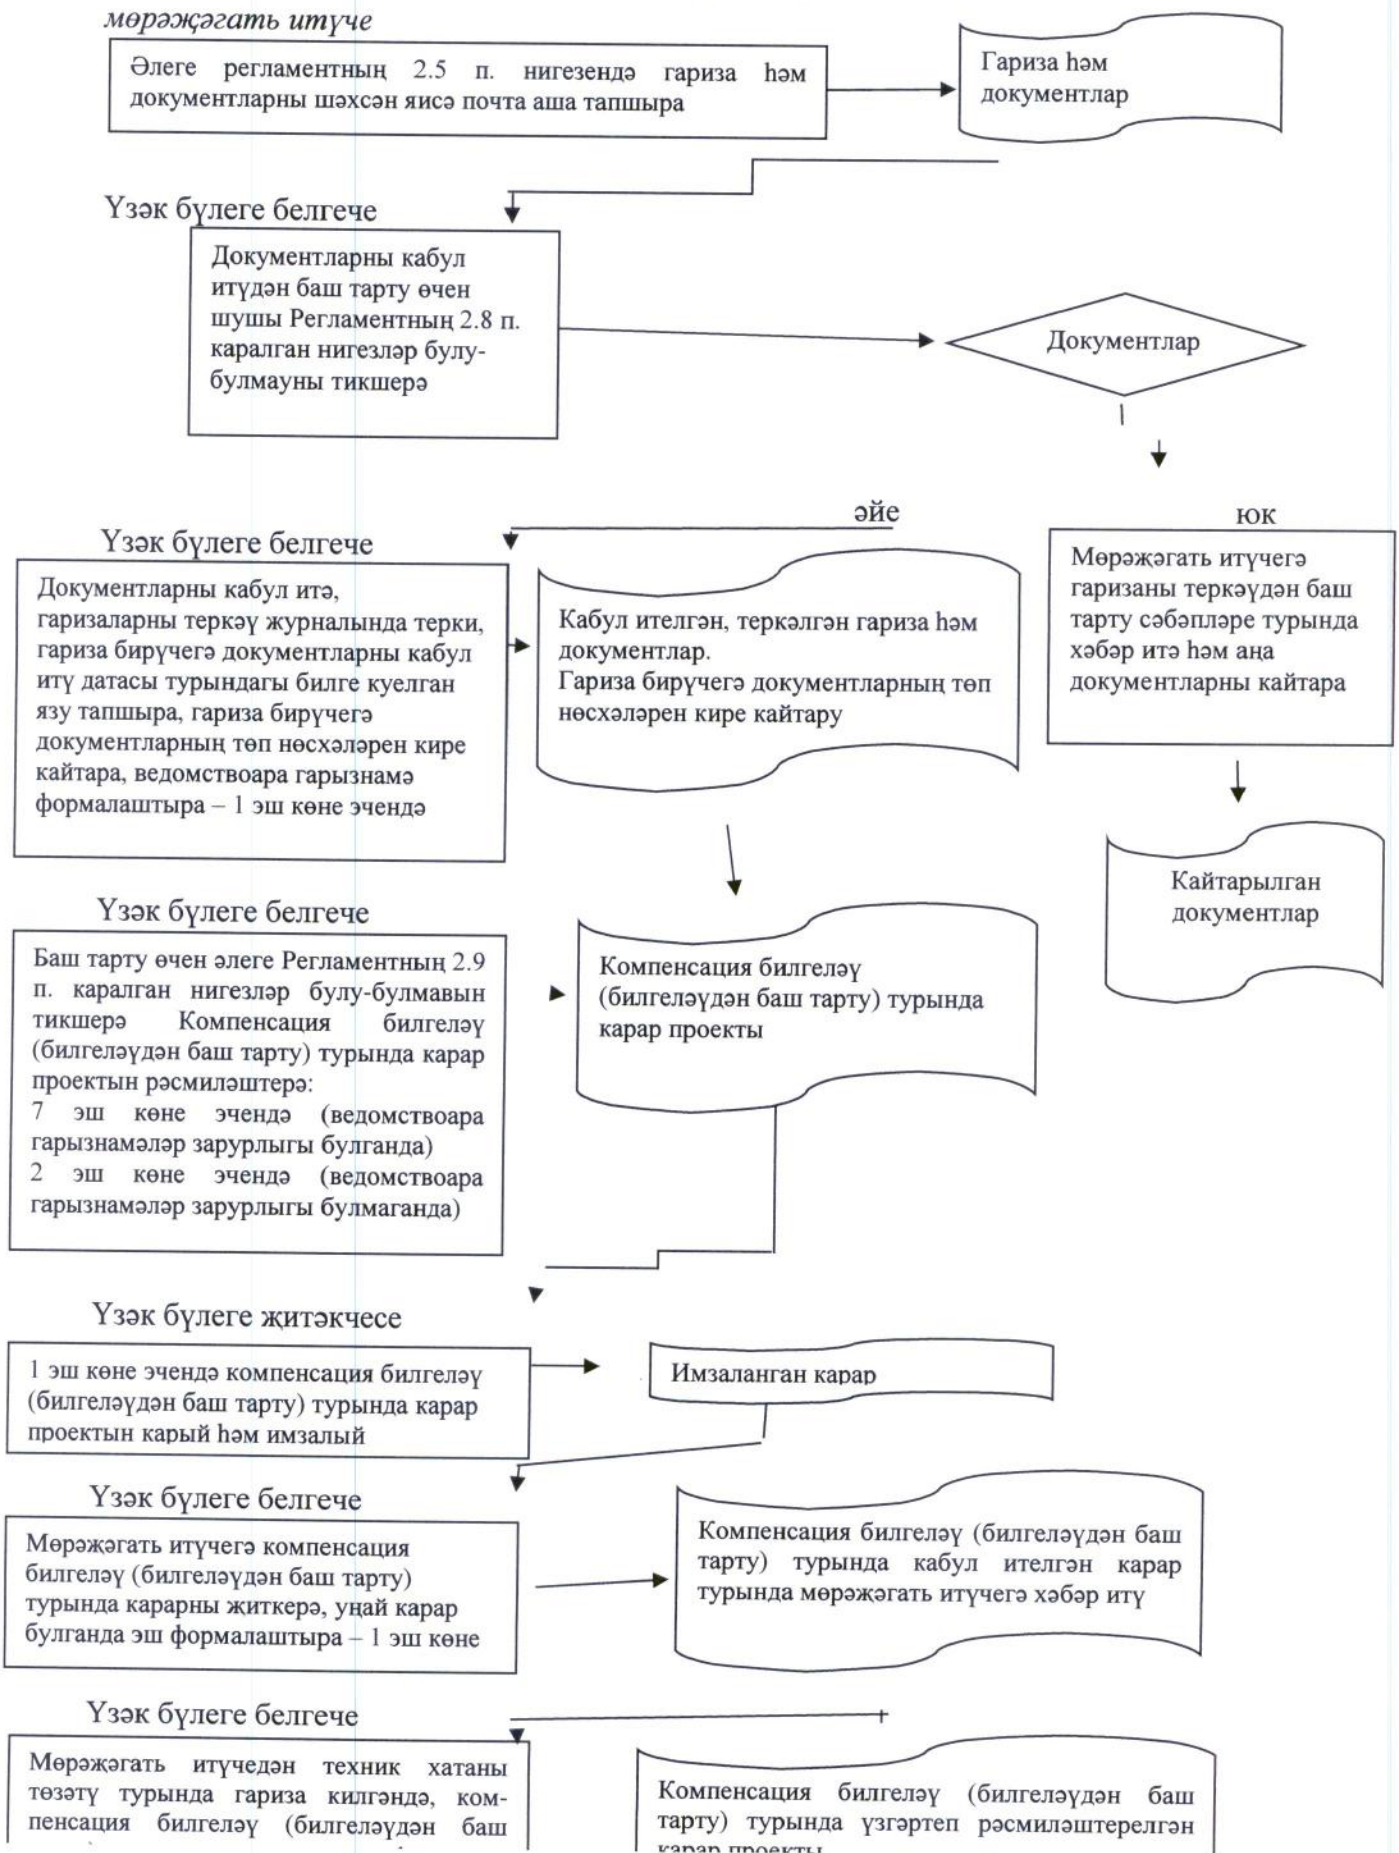 мөрәҗәгать итүче
Әлеге регламентның 2.5 п. нигезендә гариза һәм
документларны шәхсән яисә почта аша тапшыра
Гариза һәм
документлар
Үзәк бүлеге белгече
Документларны кабул
итүдән баш тарту өчен
шушы Регламентның 2.8 п.
каралган нигезләр булу-
булмауны тикшерә
Документлар
әйе
юк
Үзәк бүлеге белгече
Документларны кабул итә,
гаризаларны теркәү журналында терки,
гариза бирүчегә документларны кабул
итү датасы турындагы билге куелган
язу тапшыра, гариза бирүчегә
документларның төп нөсхәләрен кире
кайтара, ведомствоара гарызнамә
формалаштыра – 1 эш көне эчендә
Кабул ителгән, теркәлгән гариза һәм
документлар.
Гариза бирүчегә документларның төп
нөсхәләрен кире кайтару
Мөрәҗәгать итүчегә
гаризаны теркәүдән баш
тарту сәбәпләре турында
хәбәр итә һәм аңа
документларны кайтара
Кайтарылган
документлар
Үзәк бүлеге белгече
Баш тарту өчен әлеге Регламентның 2.9
п. каралган нигезләр булу-булмавын
тикшерә Компенсация билгеләү
(билгеләүдән баш тарту) турында карар
проектын рәсмиләштерә:
7 эш көне эчендә (ведомствоара
гарызнамәләр зарурлыгы булганда)
2 эш көне эчендә (ведомствоара
гарызнамәләр зарурлыгы булмаганда)
Компенсация билгеләү
(билгеләүдән баш тарту) турында
карар проекты
Үзәк бүлеге җитәкчесе
1 эш көне эчендә компенсация билгеләү
(билгеләүдән баш тарту) турында карар
проектын карый һәм имзалый
Имзаланган карар
Үзәк бүлеге белгече
Мөрәҗәгать итүчегә компенсация
билгеләү (билгеләүдән баш тарту)
турында карарны җиткерә, уңай карар
булганда эш формалаштыра – 1 эш көне
Компенсация билгеләү (билгеләүдән баш
тарту) турында кабул ителгән карар
турында мөрәҗәгать итүчегә хәбәр итү
Үзәк бүлеге белгече
Мөрәҗәгать итүчедән техник хатаны
төзәтү турында гариза килгәндә, ком-
пенсация билгеләү (билгеләүдән баш
Компенсация билгеләү (билгеләүдән баш
тарту) турында үзгәртеп рәсмиләштерелгән
карар проекты